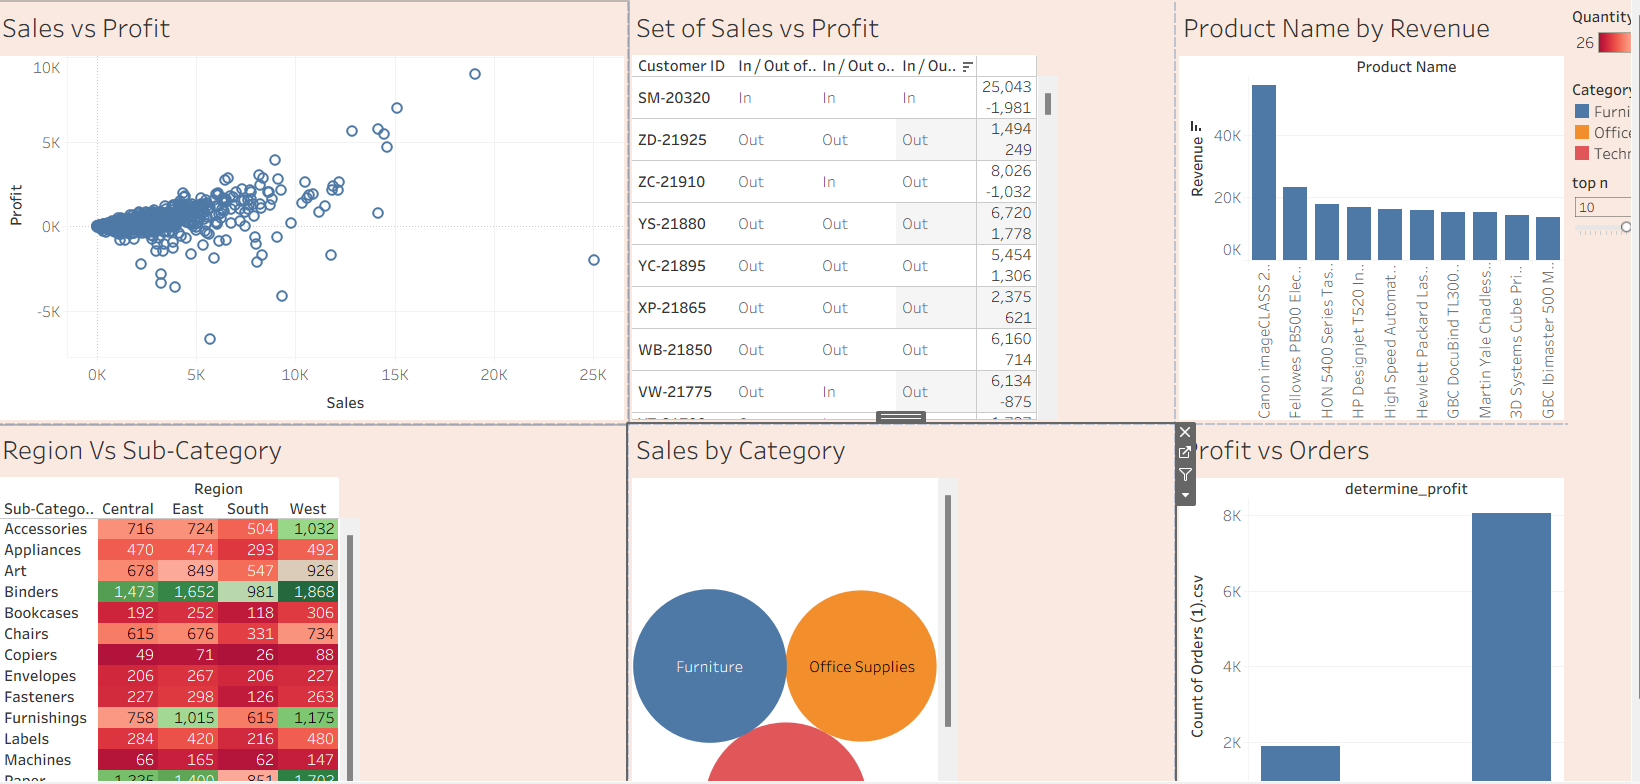 Sales vs Profit
10K
5K
0K
-5K
Profit
0K 5K 10K 15K 20K 25K
Sales
Set of Sales vs Profit
Customer ID In / Out of.. In / Out o.. In / Ou..
SM-20320 In In In 25,043
-1,981
ZD-21925 Out Out Out 1,494
249
ZC-21910 Out In Out 8,026
-1,032
YS-21880 Out Out Out 6,720
1,778
YC-21895 Out Out Out 5,454
1,306
XP-21865 Out Out Out 2,375
621
WB-21850 Out Out Out 6,160
714
VW-21775 Out In Out 6,134
-875
Product Name by Revenue
Product Name
Revenue
40K
20K
0K
Canon imageCLASS 2..
Fellowes PB500 Elec..
HON 5400 Series Tas..
HP Designjet T520 In..
High Speed Automat..
Hewlett Packard Las..
GBC DocuBind TL300..
Martin Yale Chadless..
3D Systems Cube Pri..
GBC Ibimaster 500 M..
Quantity
26
Category
Furni
Office
Techn
top n
10
Region Vs Sub-Category
Region
Sub-Catego.. Central East South West
Accessories 716 724 504 1,032
Appliances 470 474 293 492
Art 678 849 547 926
Binders 1,473 1,652 981 1,868
Bookcases 192 252 118 306
Chairs 615 676 331 734
Copiers 49 71 26 88
Envelopes 206 267 206 227
Fasteners 227 298 126 263
Furnishings 758 1,015 615 1,175
Labels 284 420 216 480
Machines 66 165 62 147
Paper 1,225 1,400 851 1,702
Sales by Category
Furniture
Office Supplies
Profit vs Orders
determine_profit
Count of Orders (1).csv
8K
6K
4K
2K